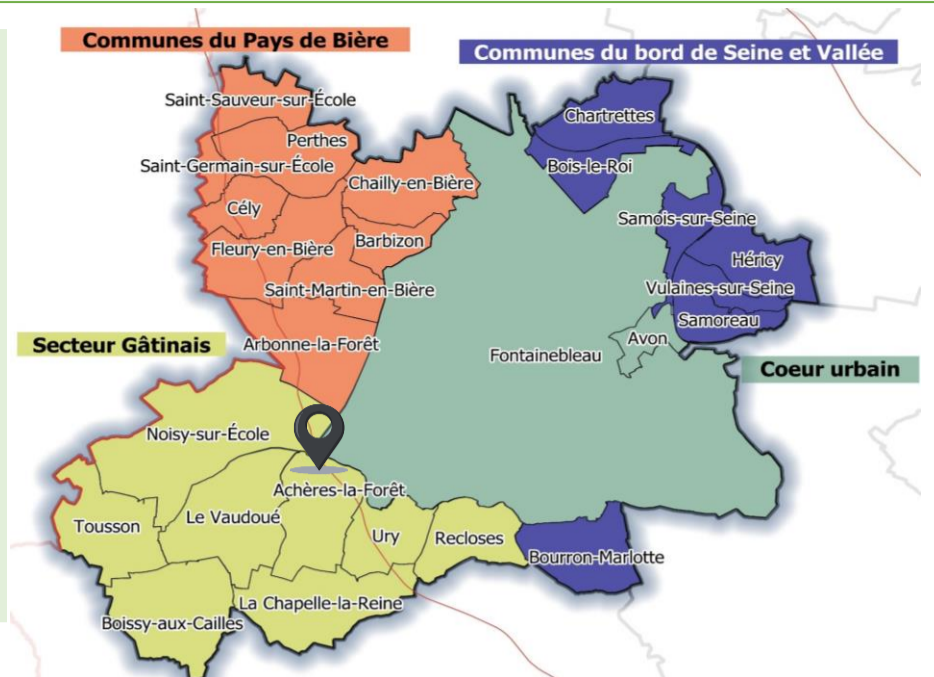 Communes du Pays de Bière
Communes du bord de Seine et Vallée
Saint-Sauveur-sur-École
Chartrettes
Perthes
Saint-Germain-sur-École
Bois-le-Roi
Chailly-en-Bière
Cély
Samois-sur-Seine
Barbizon
Fleury-en-Bière
Héricy
Saint-Martin-en-Bière
Vulaines-sur-Seine
Samoreau
Secteur Gâtinais
Arbonne-la-Forêt
Avon
Fontainebleau
Coeur urbain
Noisy-sur-École
Achères-la-Forêt
Le Vaudoué
Tousson
Ury
Recloses
Bourron-Marlotte
La Chapelle-la-Reine
Boissy-aux-Cailles